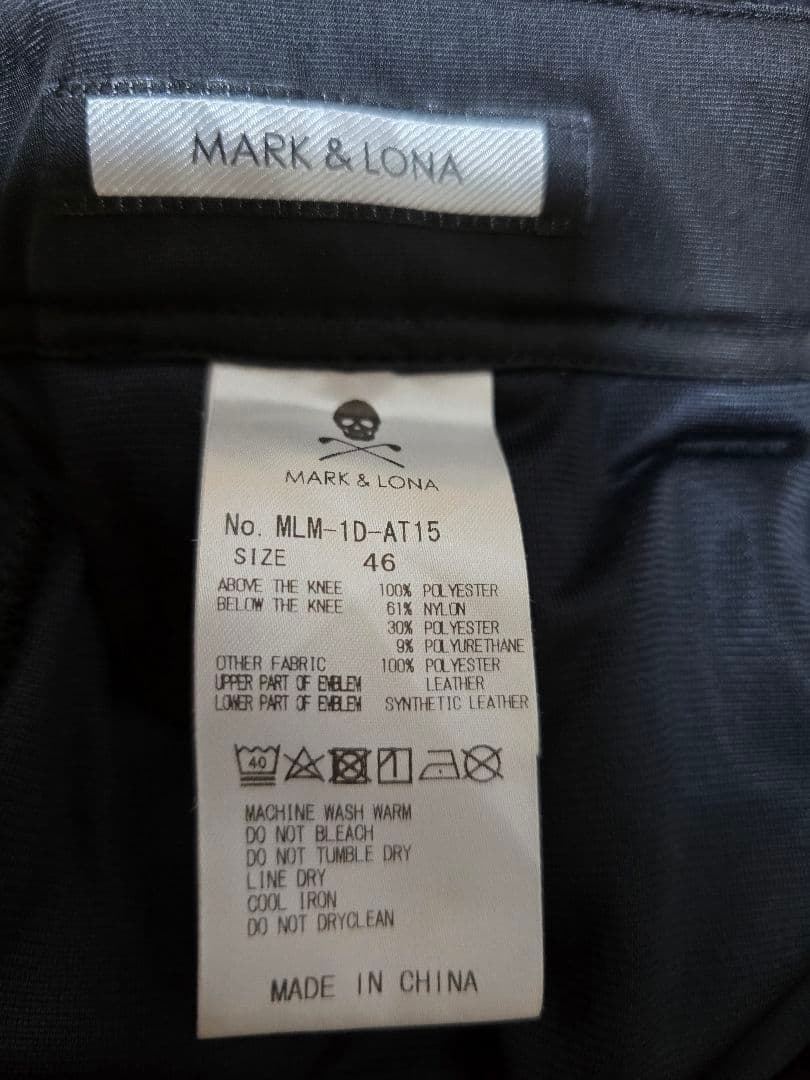 MARK & LONA
MARK & LONA
No. MLM-1D-AT15
SIZE 46
ABOVE THE KNEE 100% POLYESTER
BELOW THE KNEE 61% NYLON
30% POLYESTER
9% POLYURETHANE
OTHER FABRIC 100% POLYESTER
UPPER PART OF EMBLEM LEATHER
LOWER PART OF EMBLEM SYNTHETIC LEATHER
40
MACHINE WASH WARM
DO NOT BLEACH
DO NOT TUMBLE DRY
LINE DRY
COOL IRON
DO NOT DRYCLEAN
MADE IN CHINA